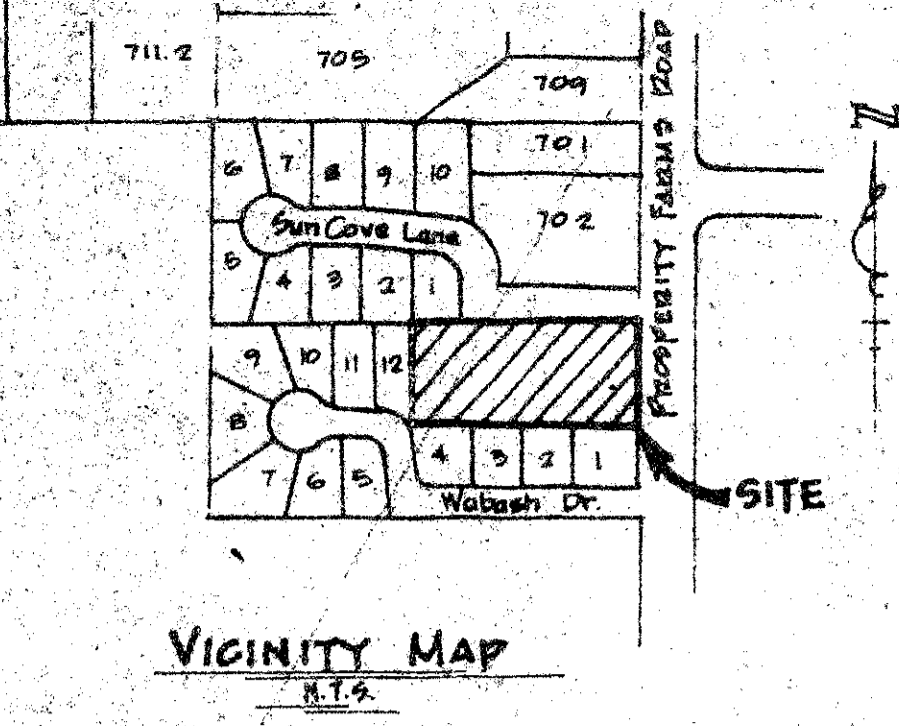 711.2 705
709
PROSPERITY FARMS ROAD
N
701
6 7 8 9 10
702
Sun Cove Lane
5 4 3 2 1
9 10 11 12
8
7 6 5
4 3 2 1
SITE
Wabash Dr.
VICINITY MAP
N.T.S.